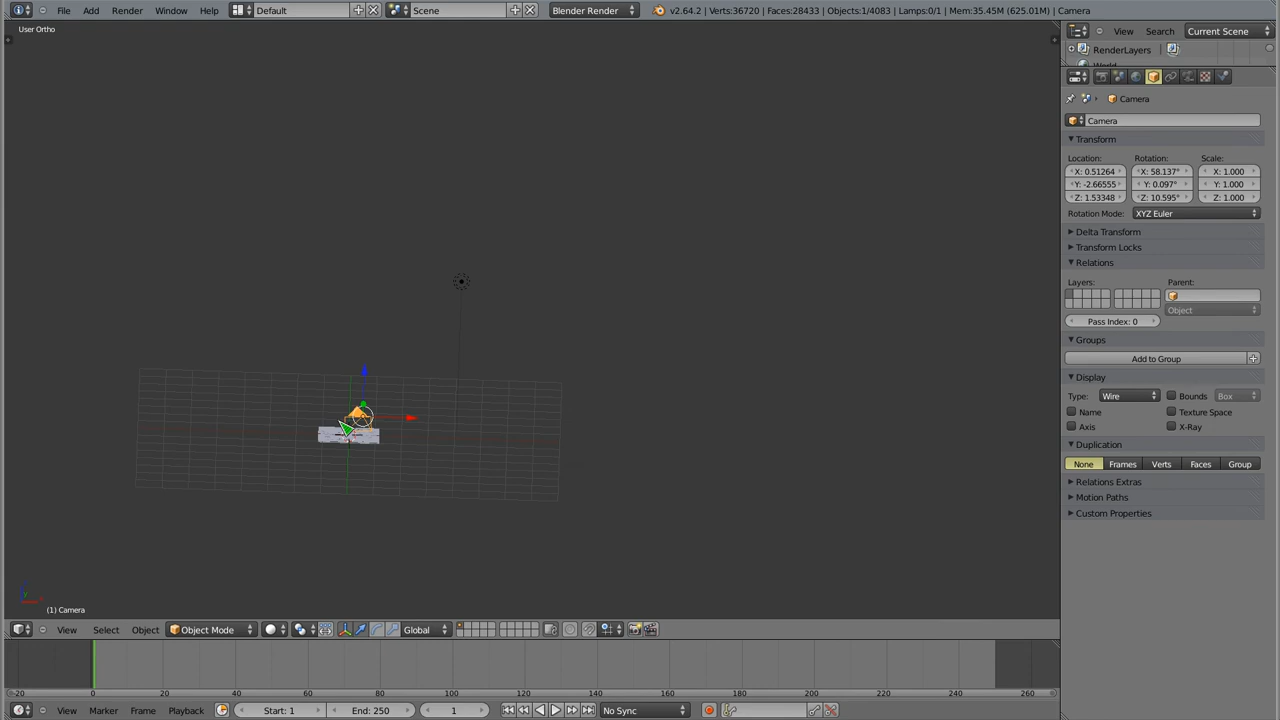 File Add Render Window Help Default Scene Blender Render v2.64.2 | Verts:36720 | Faces:28433 | Objects:1/4083 | Lamps:0/1 | Mem:35.45M (625.01M) | Camera
User Ortho
View Search Current Scene
RenderLayers
World
Camera
Camera
Transform
Location: Rotation: Scale:
X: 0.51264 X: 58.137° X: 1.000
Y: -2.66555 Y: 0.097° Y: 1.000
Z: 1.53348 Z: 10.595° Z: 1.000
Rotation Mode: XYZ Euler
Delta Transform
Transform Locks
Relations
Layers: Parent:
Object
Pass Index: 0
Groups
Add to Group
Display
Type: Wire Bounds Box
Name Texture Space
Axis X-Ray
Duplication
None Frames Verts Faces Group
Relations Extras
Motion Paths
Custom Properties
(1) Camera
View Select Object Object Mode Global
-20 0 20 40 60 80 100 120 140 160 180 200 220 240 260
View Marker Frame Playback Start: 1 End: 250 1 No Sync